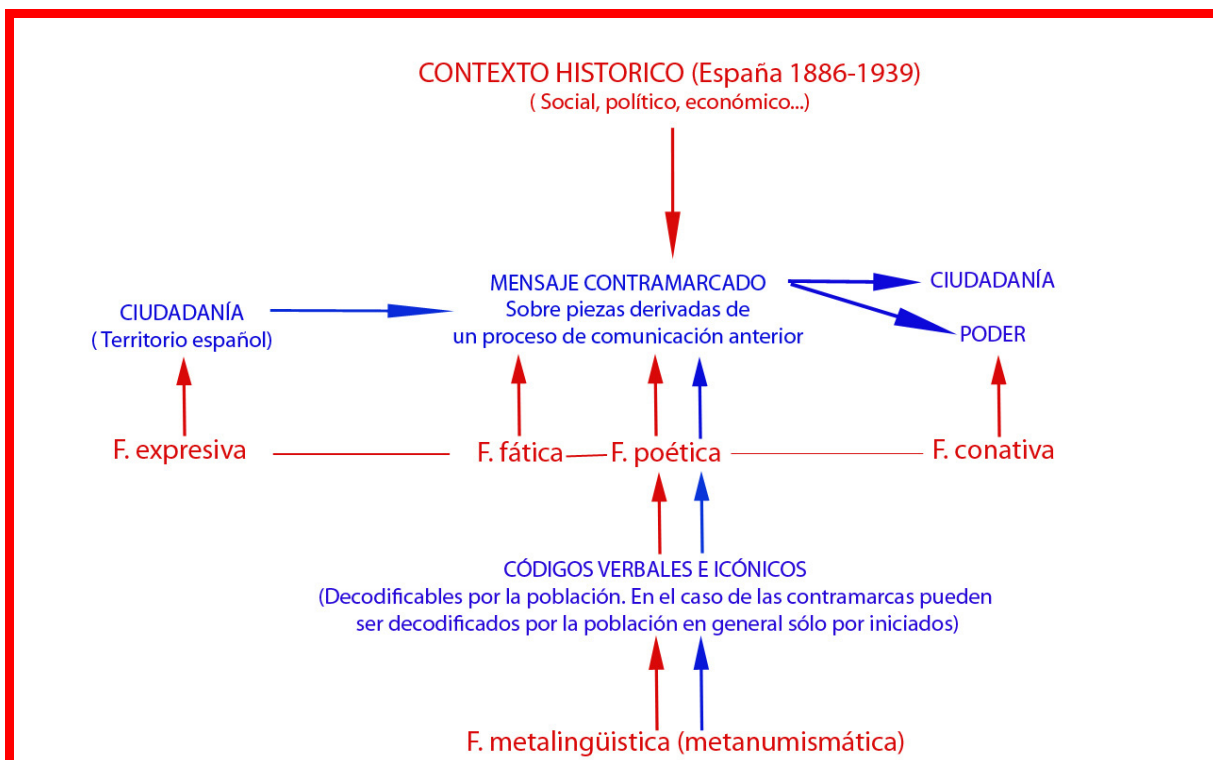 CONTEXTO HISTORICO (España 1886-1939)
( Social, político, económico...)
MENSAJE CONTRAMARCADO
Sobre piezas derivadas de
un proceso de comunicación anterior
CIUDADANÍA
( Territorio español)
CIUDADANÍA
PODER
F. expresiva
F. fática
F. poética
F. conativa
CÓDIGOS VERBALES E ICÓNICOS
(Decodificables por la población. En el caso de las contramarcas pueden
ser decodificados por la población en general sólo por iniciados)
F. metalingüistica (metanumismática)